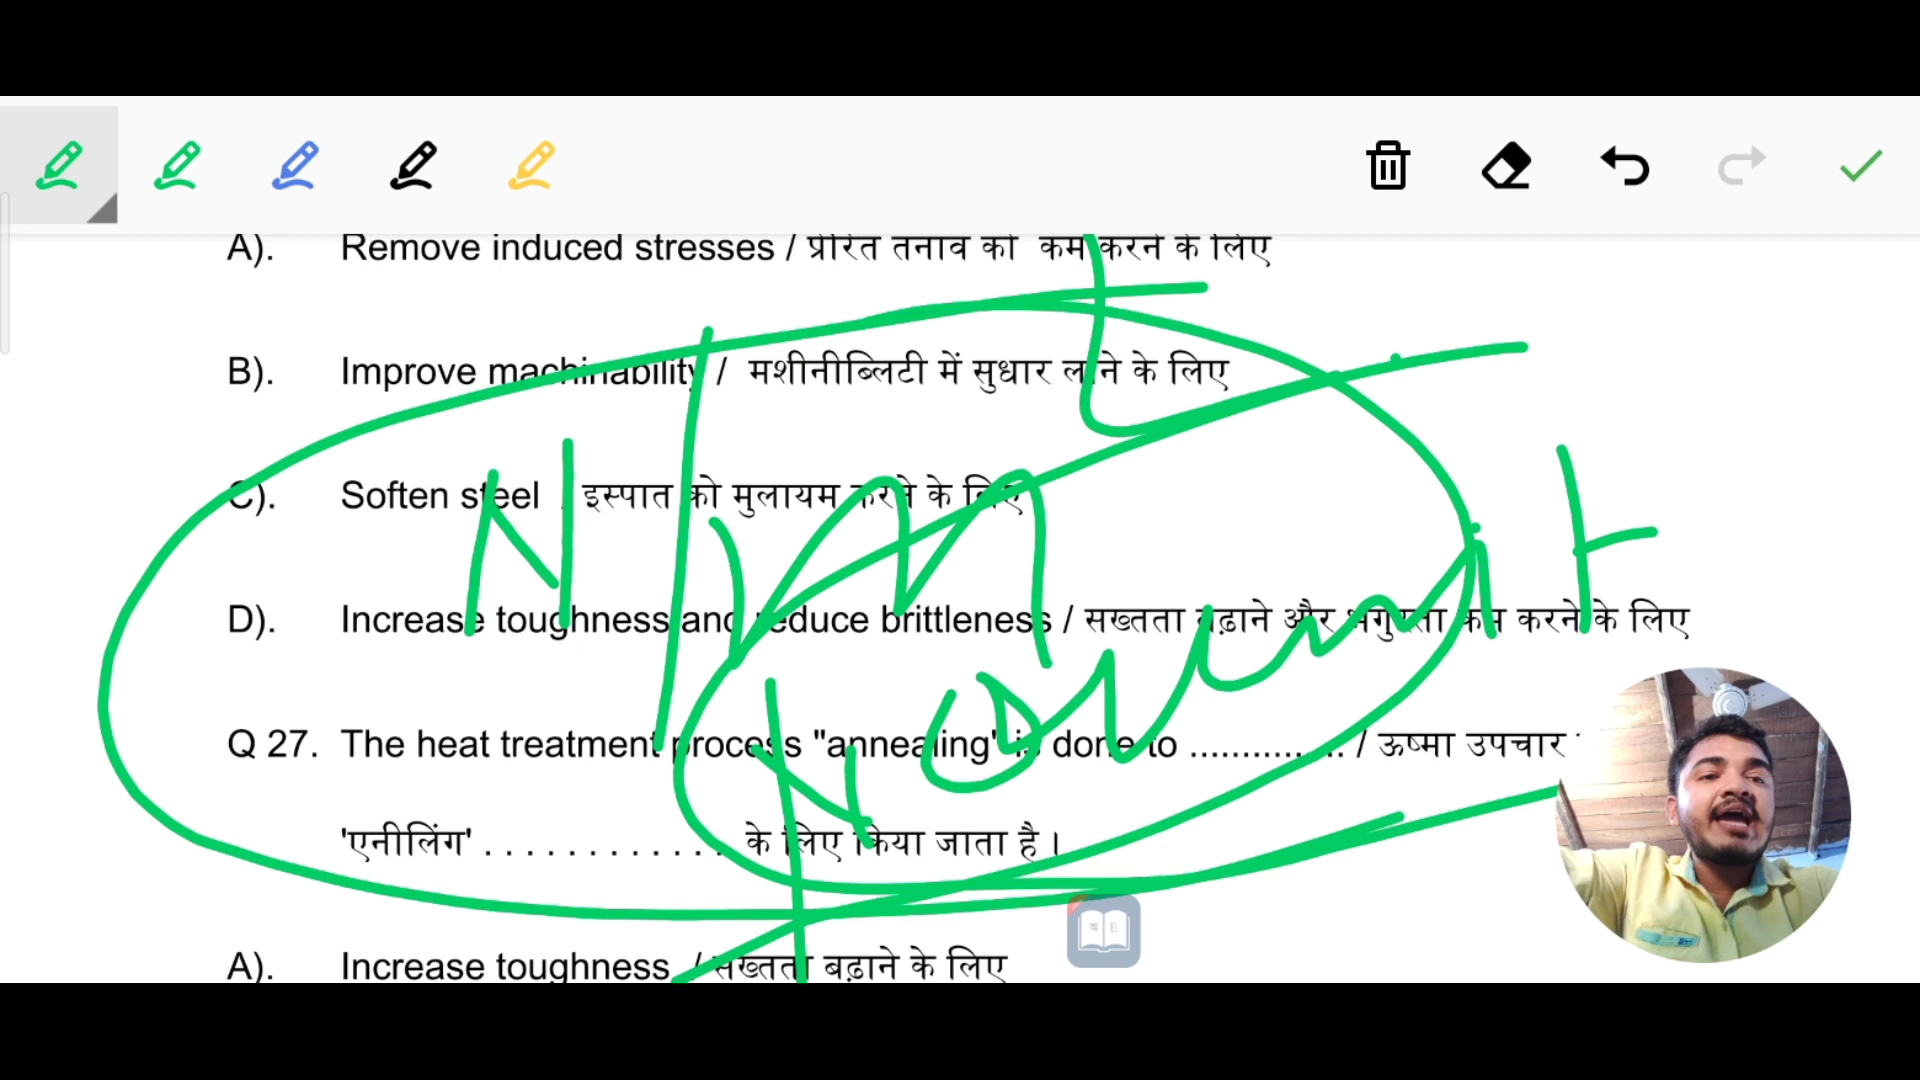 A). Remove induced stresses / प्रेरित तनाव को कम करने के लिए
B). Improve machinability / मशीनीब्लिटी में सुधार लाने के लिए
C). Soften steel / इस्पात को मुलायम करने के लिए
D). Increase toughness and reduce brittleness / सख्तता बढ़ाने और भंगुरता कम करने के लिए
Q 27. The heat treatment process "annealing" is done to .............. / ऊष्मा उपचार
'एनीलिंग' . . . . . . . . . . . . के लिए किया जाता है ।
A). Increase toughness / सख्तता बढ़ाने के लिए